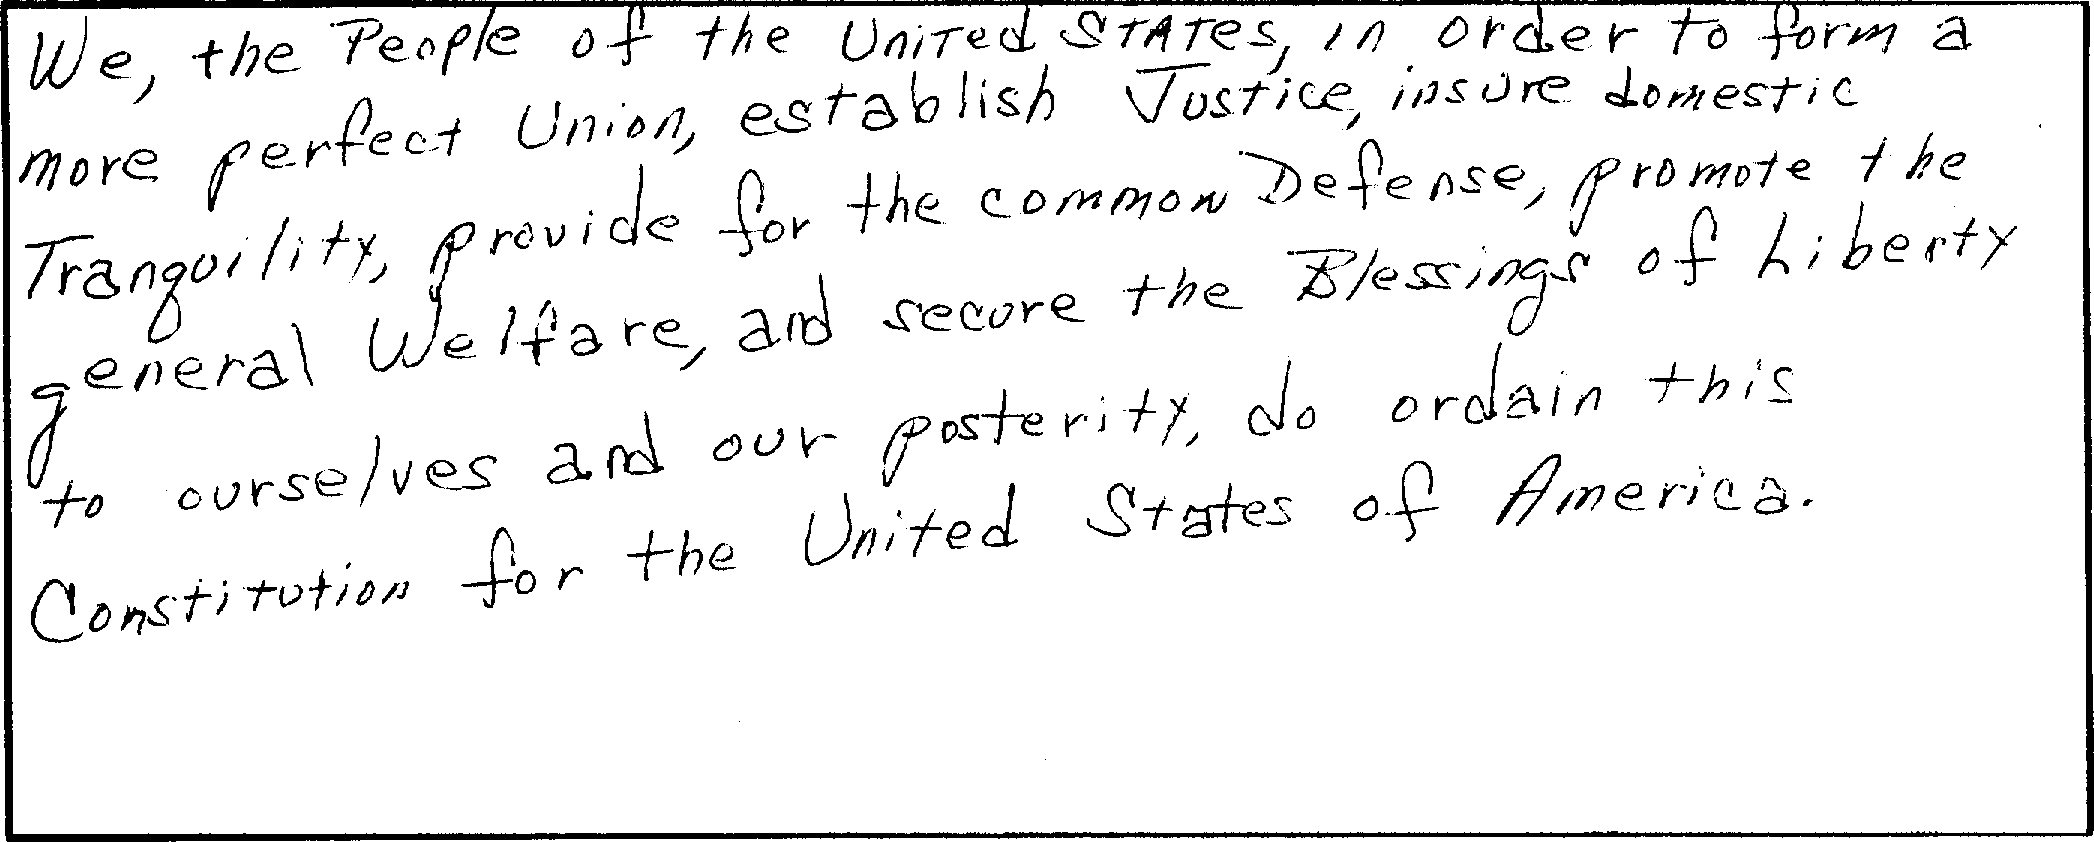 We, the People of the United STATES, in order to form a
more perfect Union, establish Justice, insure domestic
Tranquility, provide for the common Defense, promote the
general Welfare, and secure the Blessings of Liberty
to ourselves and our posterity, do ordain this
Constitution for the United States of America.